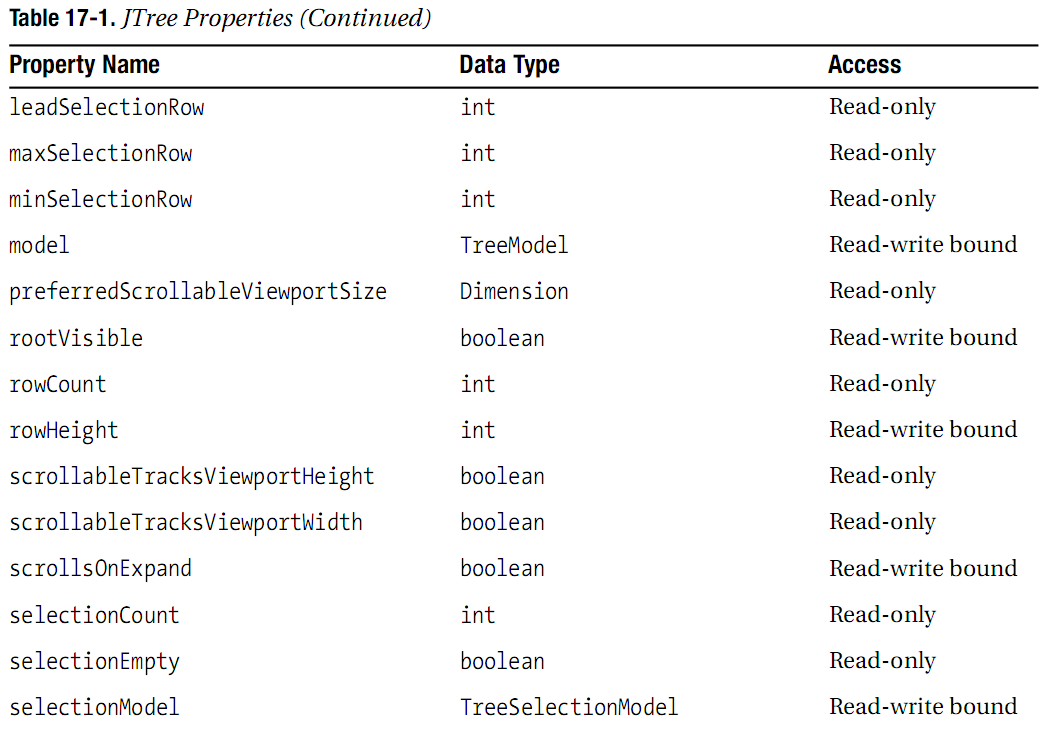 Table 17-1. JTree Properties (Continued)
Property Name Data Type Access
leadSelectionRow int Read-only
maxSelectionRow int Read-only
minSelectionRow int Read-only
model TreeModel Read-write bound
preferredScrollableViewportSize Dimension Read-only
rootVisible boolean Read-write bound
rowCount int Read-only
rowHeight int Read-write bound
scrollableTracksViewportHeight boolean Read-only
scrollableTracksViewportWidth boolean Read-only
scrollsOnExpand boolean Read-write bound
selectionCount int Read-only
selectionEmpty boolean Read-only
selectionModel TreeSelectionModel Read-write bound